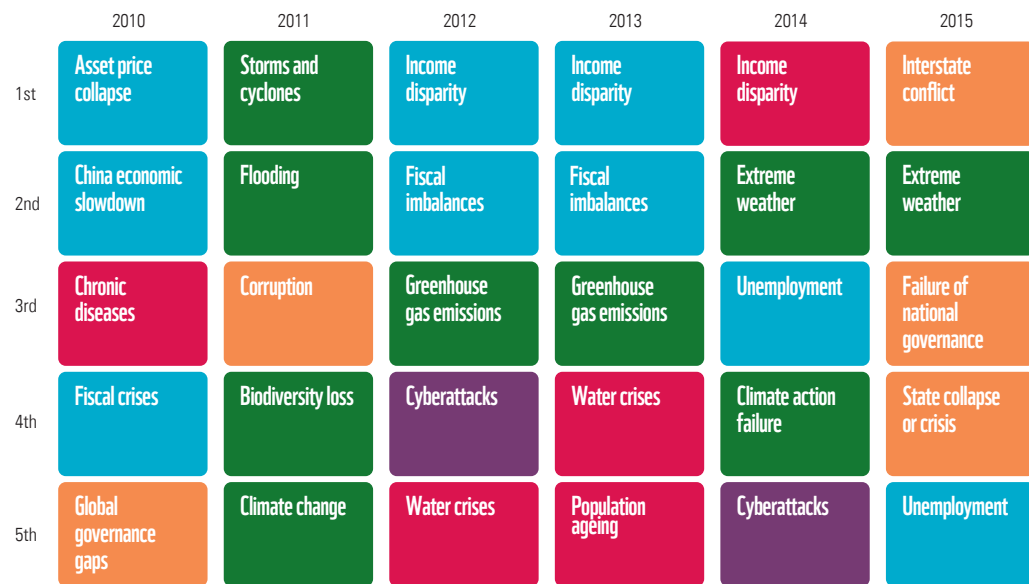 2010 2011 2012 2013 2014 2015
1st
Asset price
collapse
Storms and
cyclones
Income
disparity
Income
disparity
Income
disparity
Interstate
conflict
2nd
China economic
slowdown
Flooding
Fiscal
imbalances
Fiscal
imbalances
Extreme
weather
Extreme
weather
3rd
Chronic
diseases
Corruption
Greenhouse
gas emissions
Greenhouse
gas emissions
Unemployment
Failure of
national
governance
4th
Fiscal crises
Biodiversity loss
Cyberattacks
Water crises
Climate action
failure
State collapse
or crisis
5th
Global
governance
gaps
Climate change
Water crises
Population
ageing
Cyberattacks
Unemployment